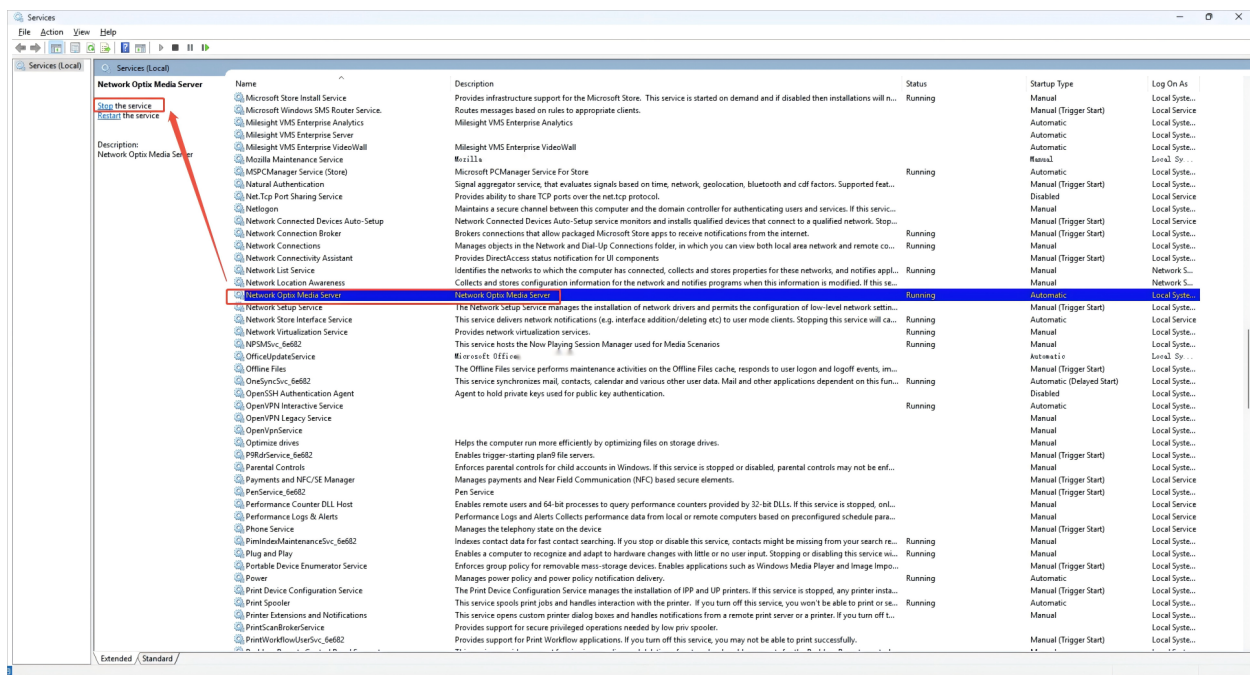 Services
File Action View Help
Services (Local)
Services (Local)
Network Optix Media Server
Stop the service
Restart the service
Description:
Network Optix Media Server
Name Description Status Startup Type Log On As
Microsoft Store Install Service Provides infrastructure support for the Microsoft Store. This service is started on demand and if disabled then installations will n... Running Manual Local Syste...
Microsoft Windows SMS Router Service. Routes messages based on rules to appropriate clients. Manual (Trigger Start) Local Service
Milesight VMS Enterprise Analytics Milesight VMS Enterprise Analytics Automatic Local Syste...
Milesight VMS Enterprise Server Automatic Local Syste...
Milesight VMS Enterprise VideoWall Milesight VMS Enterprise VideoWall Automatic Local Syste...
Mozilla Maintenance Service Mozilla Manual Local Sy...
MSPCManager Service (Store) Microsoft PCManager Service For Store Running Automatic Local Syste...
Natural Authentication Signal aggregator service, that evaluates signals based on time, network, geolocation, bluetooth and cdf factors. Supported feat... Manual (Trigger Start) Local Syste...
Net.Tcp Port Sharing Service Provides ability to share TCP ports over the net.tcp protocol. Disabled Local Service
Netlogon Maintains a secure channel between this computer and the domain controller for authenticating users and services. If this servic... Manual Local Syste...
Network Connected Devices Auto-Setup Network Connected Devices Auto-Setup service monitors and installs qualified devices that connect to a qualified network. Stop... Manual (Trigger Start) Local Service
Network Connection Broker Brokers connections that allow packaged Microsoft Store apps to receive notifications from the internet. Running Manual (Trigger Start) Local Syste...
Network Connections Manages objects in the Network and Dial-Up Connections folder, in which you can view both local area network and remote co... Running Manual Local Syste...
Network Connectivity Assistant Provides DirectAccess status notification for UI components Manual (Trigger Start) Local Syste...
Network List Service Identifies the networks to which the computer has connected, collects and stores properties for these networks, and notifies appl... Running Manual Network S...
Network Location Awareness Collects and stores configuration information for the network and notifies programs when this information is modified. If this se... Manual Network S...
Network Optix Media Server Network Optix Media Server Running Automatic Local Syste...
Network Setup Service The Network Setup Service manages the installation of network drivers and permits the configuration of low-level network settin... Manual (Trigger Start) Local Syste...
Network Store Interface Service This service delivers network notifications (e.g. interface addition/deleting etc) to user mode clients. Stopping this service will ca... Running Automatic Local Service
Network Virtualization Service Provides network virtualization services. Running Manual Local Syste...
NPSMSvc_6e682 This service hosts the Now Playing Session Manager used for Media Scenarios Running Manual Local Syste...
OfficeUpdateService Microsoft Office Automatic Local Sy...
Offline Files The Offline Files service performs maintenance activities on the Offline Files cache, responds to user logon and logoff events, im... Manual (Trigger Start) Local Syste...
OneSyncSvc_6e682 This service synchronizes mail, contacts, calendar and various other user data. Mail and other applications dependent on this fun... Running Automatic (Delayed Start) Local Syste...
OpenSSH Authentication Agent Agent to hold private keys used for public key authentication. Disabled Local Syste...
OpenVPN Interactive Service Running Automatic Local Syste...
OpenVPN Legacy Service Manual Local Syste...
OpenVpnService Manual Local Syste...
Optimize drives Helps the computer run more efficiently by optimizing files on storage drives. Manual Local Syste...
P9RdrService_6e682 Enables trigger-starting plan9 file servers. Manual (Trigger Start) Local Syste...
Parental Controls Enforces parental controls for child accounts in Windows. If this service is stopped or disabled, parental controls may not be enf... Manual Local Syste...
Payments and NFC/SE Manager Manages payments and Near Field Communication (NFC) based secure elements. Manual (Trigger Start) Local Service
PenService_6e682 Pen Service Manual (Trigger Start) Local Syste...
Performance Counter DLL Host Enables remote users and 64-bit processes to query performance counters provided by 32-bit DLLs. If this service is stopped, onl... Manual Local Service
Performance Logs & Alerts Performance Logs and Alerts Collects performance data from local or remote computers based on preconfigured schedule para... Manual Local Service
Phone Service Manages the telephony state on the device Manual (Trigger Start) Local Service
PimIndexMaintenanceSvc_6e682 Indexes contact data for fast contact searching. If you stop or disable this service, contacts might be missing from your search re... Running Manual Local Syste...
Plug and Play Enables a computer to recognize and adapt to hardware changes with little or no user input. Stopping or disabling this service wi... Running Manual Local Syste...
Portable Device Enumerator Service Enforces group policy for removable mass-storage devices. Enables applications such as Windows Media Player and Image Impo... Manual (Trigger Start) Local Syste...
Power Manages power policy and power policy notification delivery. Running Automatic Local Syste...
Print Device Configuration Service The Print Device Configuration Service manages the installation of IPP and UP printers. If this service is stopped, any printer insta... Manual (Trigger Start) Local Syste...
Print Spooler This service spools print jobs and handles interaction with the printer. If you turn off this service, you won't be able to print or se... Running Automatic Local Syste...
Printer Extensions and Notifications This service opens custom printer dialog boxes and handles notifications from a remote print server or a printer. If you turn off t... Manual Local Syste...
PrintScanBrokerService Provides support for secure privileged operations needed by low priv spooler. Local Syste...
PrintWorkflowUserSvc_6e682 Provides support for Print Workflow applications. If you turn off this service, you may not be able to print successfully. Manual (Trigger Start) Local Syste...
Extended Standard